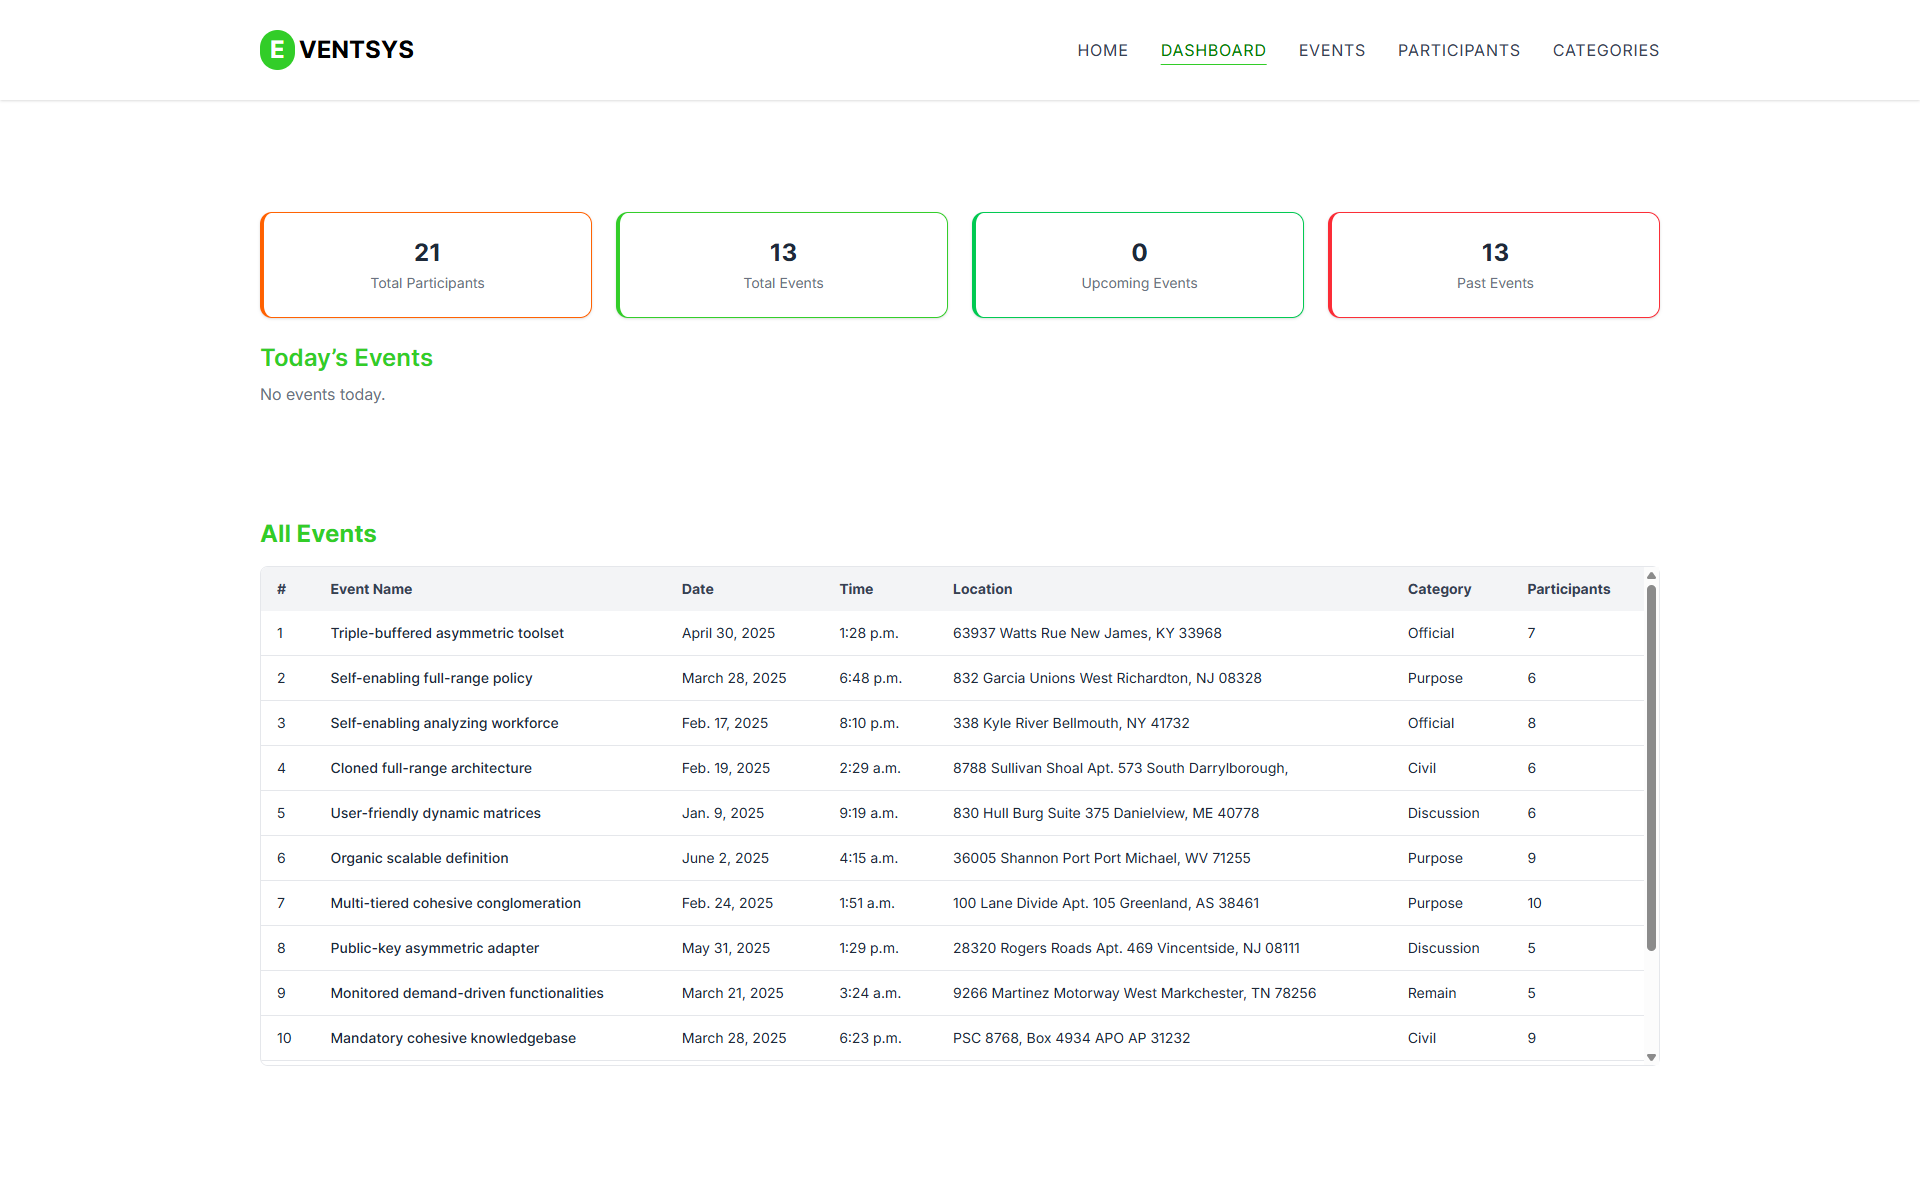 EVENTSYS
HOME DASHBOARD EVENTS PARTICIPANTS CATEGORIES
21 13 0 13
Total Participants Total Events Upcoming Events Past Events
Today’s Events
No events today.
All Events
# Event Name Date Time Location Category Participants
1 Triple-buffered asymmetric toolset April 30, 2025 1:28 p.m. 63937 Watts Rue New James, KY 33968 Official 7
2 Self-enabling full-range policy March 28, 2025 6:48 p.m. 832 Garcia Unions West Richardton, NJ 08328 Purpose 6
3 Self-enabling analyzing workforce Feb. 17, 2025 8:10 p.m. 338 Kyle River Bellmouth, NY 41732 Official 8
4 Cloned full-range architecture Feb. 19, 2025 2:29 a.m. 8788 Sullivan Shoal Apt. 573 South Darrylborough, Civil 6
5 User-friendly dynamic matrices Jan. 9, 2025 9:19 a.m. 830 Hull Burg Suite 375 Danielview, ME 40778 Discussion 6
6 Organic scalable definition June 2, 2025 4:15 a.m. 36005 Shannon Port Port Michael, WV 71255 Purpose 9
7 Multi-tiered cohesive conglomeration Feb. 24, 2025 1:51 a.m. 100 Lane Divide Apt. 105 Greenland, AS 38461 Purpose 10
8 Public-key asymmetric adapter May 31, 2025 1:29 p.m. 28320 Rogers Roads Apt. 469 Vincentside, NJ 08111 Discussion 5
9 Monitored demand-driven functionalities March 21, 2025 3:24 a.m. 9266 Martinez Motorway West Markchester, TN 78256 Remain 5
10 Mandatory cohesive knowledgebase March 28, 2025 6:23 p.m. PSC 8768, Box 4934 APO AP 31232 Civil 9